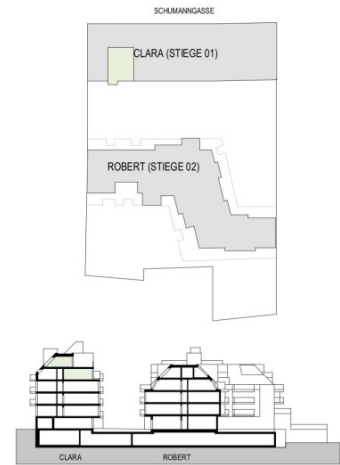 SCHUMANNGASSE
CLARA (STIEGE 01)
ROBERT (STIEGE 02)
CLARA
ROBERT